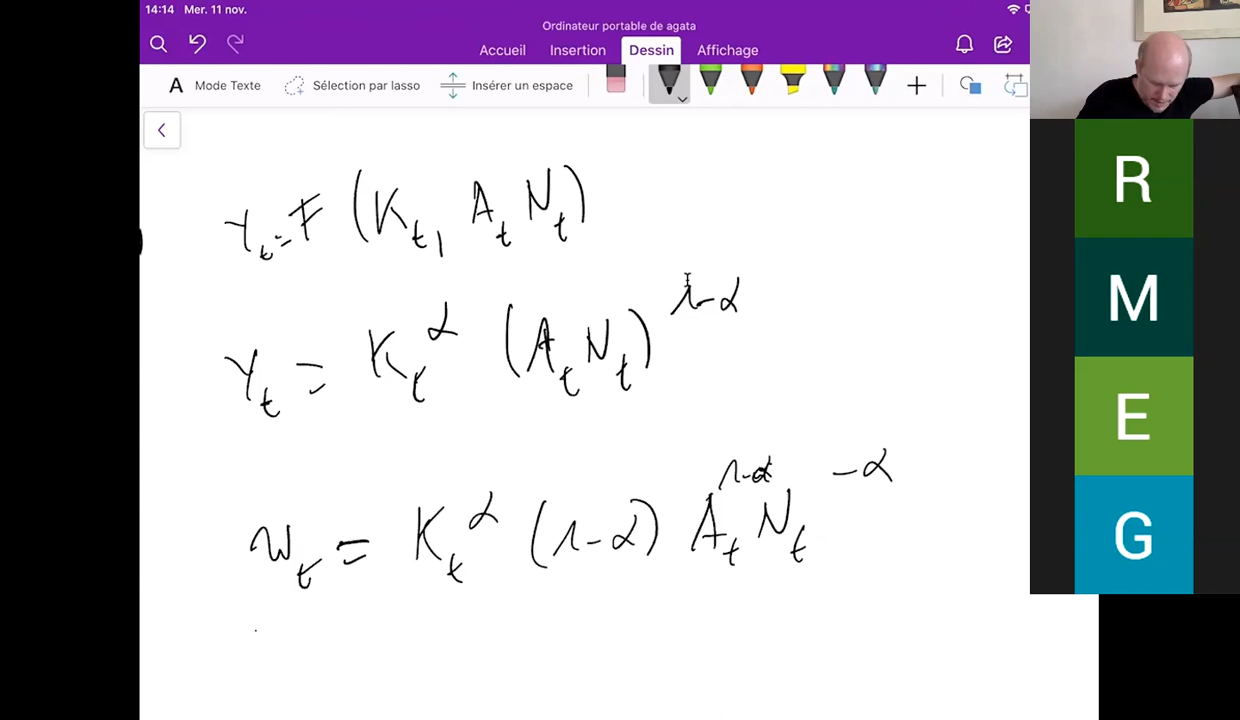 14:14 Mer. 11 nov.
Ordinateur portable de agata
Accueil Insertion Dessin Affichage
A Mode Texte Sélection par lasso Insérer un espace
Y_t = F (K_t, A_t N_t)
Y_t = K_t^α (A_t N_t)^{1-α}
w_t = K_t^α (1-α) A_t^{1-α} N_t^{-α}
R
M
E
G